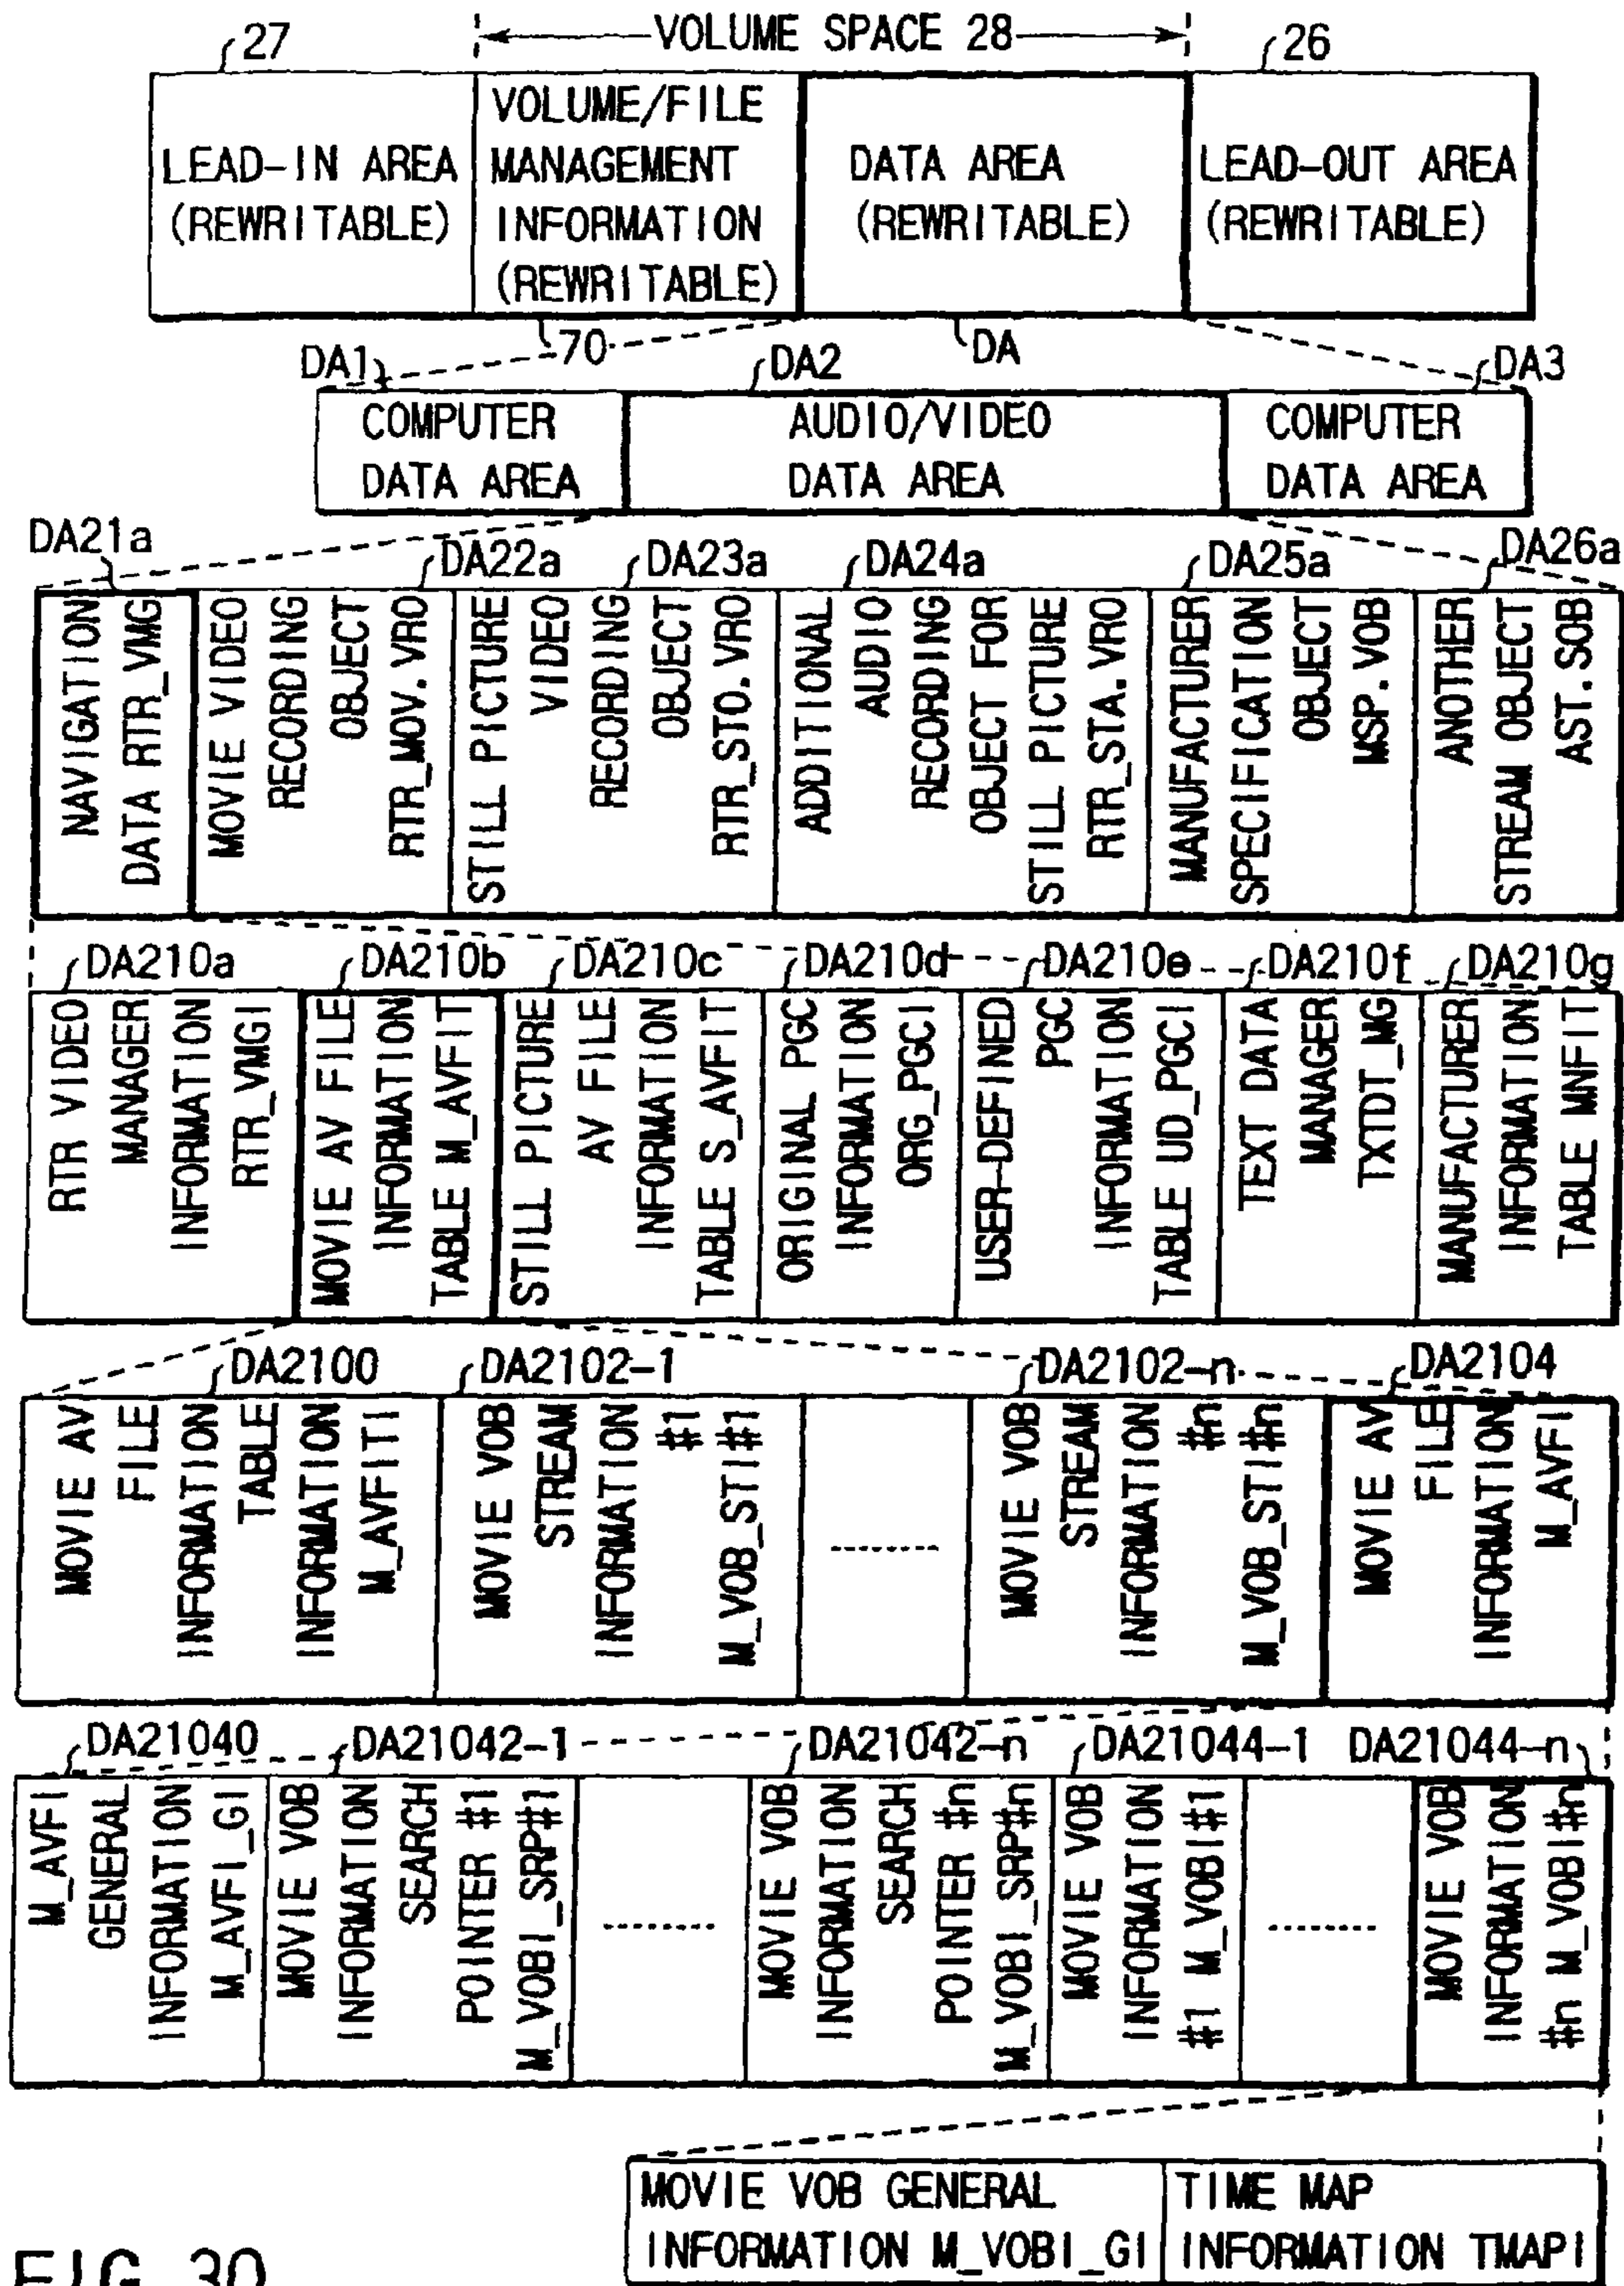 27
VOLUME SPACE 28
26
LEAD-IN AREA
(REWRITABLE)
VOLUME/FILE
MANAGEMENT
INFORMATION
(REWRITABLE)
DATA AREA
(REWRITABLE)
LEAD-OUT AREA
(REWRITABLE)
70
DA
DA1
DA2
DA3
COMPUTER
DATA AREA
AUDIO/VIDEO
DATA AREA
COMPUTER
DATA AREA
DA21a
DA22a
DA23a
DA24a
DA25a
DA26a
NAVIGATION
DATA RTR_VMG
MOVIE VIDEO
RECORDING
OBJECT
RTR_MOV.VRO
STILL PICTURE
VIDEO
RECORDING
OBJECT
RTR_STO.VRO
ADDITIONAL
AUDIO
RECORDING
OBJECT FOR
STILL PICTURE
RTR_STA.VRO
MANUFACTURER
SPECIFICATION
OBJECT
MSP.VOB
ANOTHER
STREAM OBJECT
AST.SOB
DA210a
DA210b
DA210c
DA210d
DA210e
DA210f
DA210g
RTR VIDEO
MANAGER
INFORMATION
RTR_VMGI
MOVIE AV FILE
INFORMATION
TABLE M_AVFIT
STILL PICTURE
AV FILE
INFORMATION
TABLE S_AVFIT
ORIGINAL PGC
INFORMATION
ORG_PGCI
USER-DEFINED
PGC
INFORMATION
TABLE UD_PGCI
TEXT DATA
MANAGER
TXTDT_MG
MANUFACTURER
INFORMATION
TABLE MNFIT
DA2100
DA2102-1
DA2102-n
DA2104
MOVIE AV
FILE
INFORMATION
TABLE
INFORMATION
M_AVFITI
MOVIE VOB
STREAM
INFORMATION
#1
M_VOB_STI#1
MOVIE VOB
STREAM
INFORMATION
#n
M_VOB_STI#n
MOVIE AV
FILE
INFORMATION
M_AVFI
DA21040
DA21042-1
DA21042-n
DA21044-1
DA21044-n
M_AVFI
GENERAL
INFORMATION
M_AVFI_GI
MOVIE VOB
INFORMATION
SEARCH
POINTER #1
M_VOBI_SRP#1
MOVIE VOB
INFORMATION
SEARCH
POINTER #n
M_VOBI_SRP#n
MOVIE VOB
INFORMATION
#1 M_VOBI#1
MOVIE VOB
INFORMATION
#n M_VOBI#n
MOVIE VOB GENERAL
INFORMATION M_VOBI_GI
TIME MAP
INFORMATION TMAPI
FIG. 30